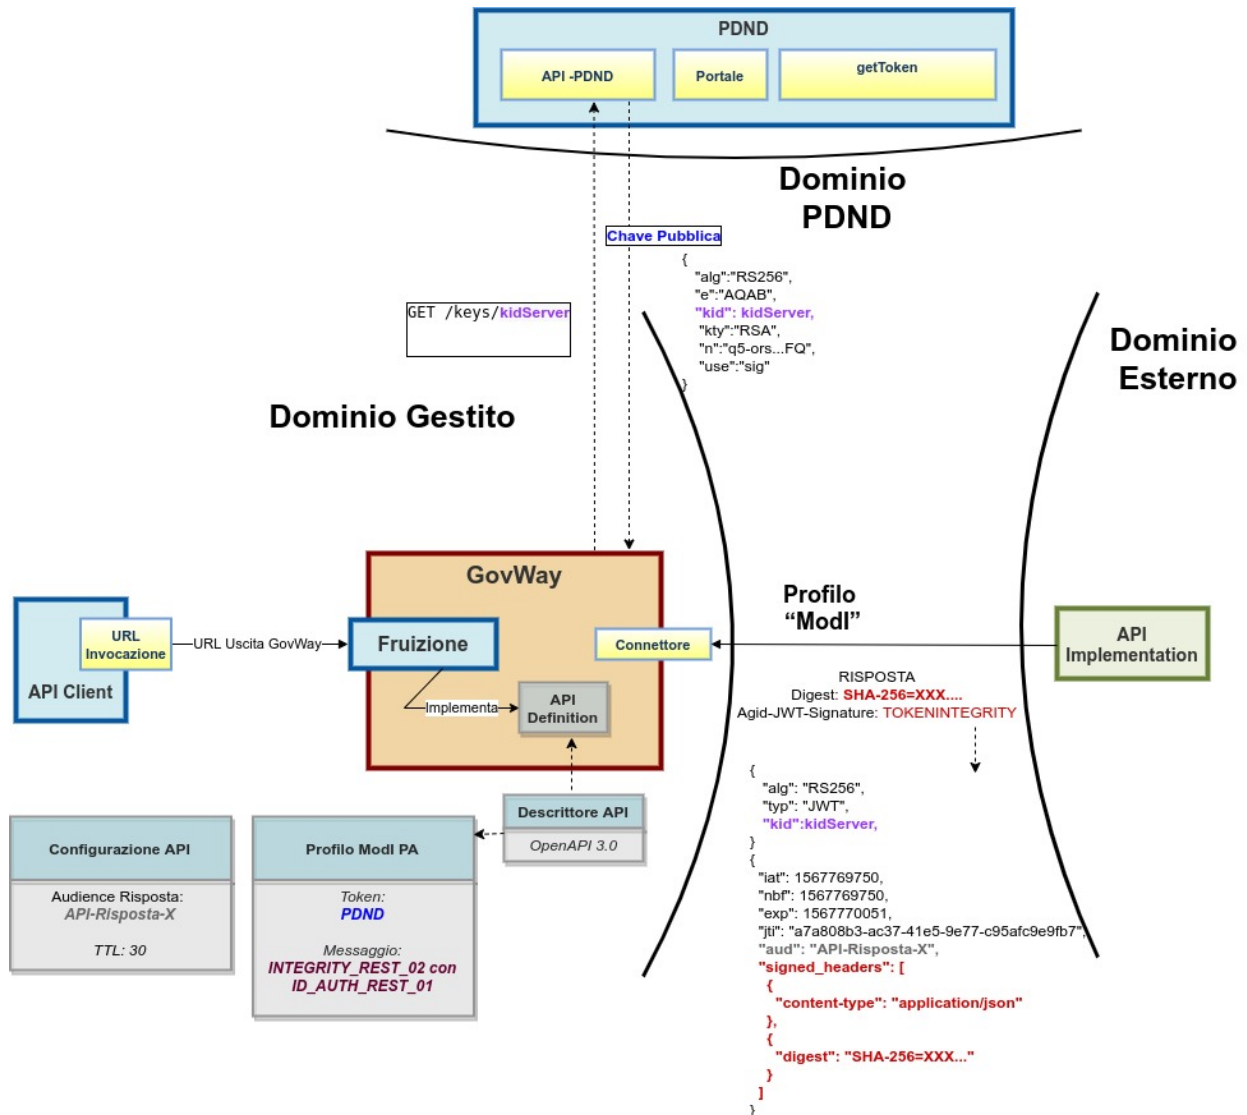 PDND
API -PDND
Portale
getToken
Dominio
PDND
Chave Pubblica
{
"alg":"RS256",
"e":"AQAB",
"kid": kidServer,
"kty":"RSA",
"n":"q5-ors...FQ",
"use":"sig"
}
GET /keys/kidServer
Dominio
Esterno
Dominio Gestito
GovWay
Profilo
“ModI”
URL
Invocazione
API Client
URL Uscita GovWay
Fruizione
Connettore
API
Implementation
Implementa
API
Definition
RISPOSTA
Digest: SHA-256=XXX....
Agid-JWT-Signature: TOKENINTEGRITY
{
"alg": "RS256",
"typ": "JWT",
"kid":kidServer,
}
{
"iat": 1567769750,
"nbf": 1567769750,
"exp": 1567770051,
"jti": "a7a808b3-ac37-41e5-9e77-c95afc9e9fb7",
"aud": "API-Risposta-X",
"signed_headers": [
{
"content-type": "application/json"
},
{
"digest": "SHA-256=XXX..."
}
]
}
Descrittore API
OpenAPI 3.0
Configurazione API
Audience Risposta:
API-Risposta-X
TTL: 30
Profilo ModI PA
Token:
PDND
Messaggio:
INTEGRITY_REST_02 con
ID_AUTH_REST_01